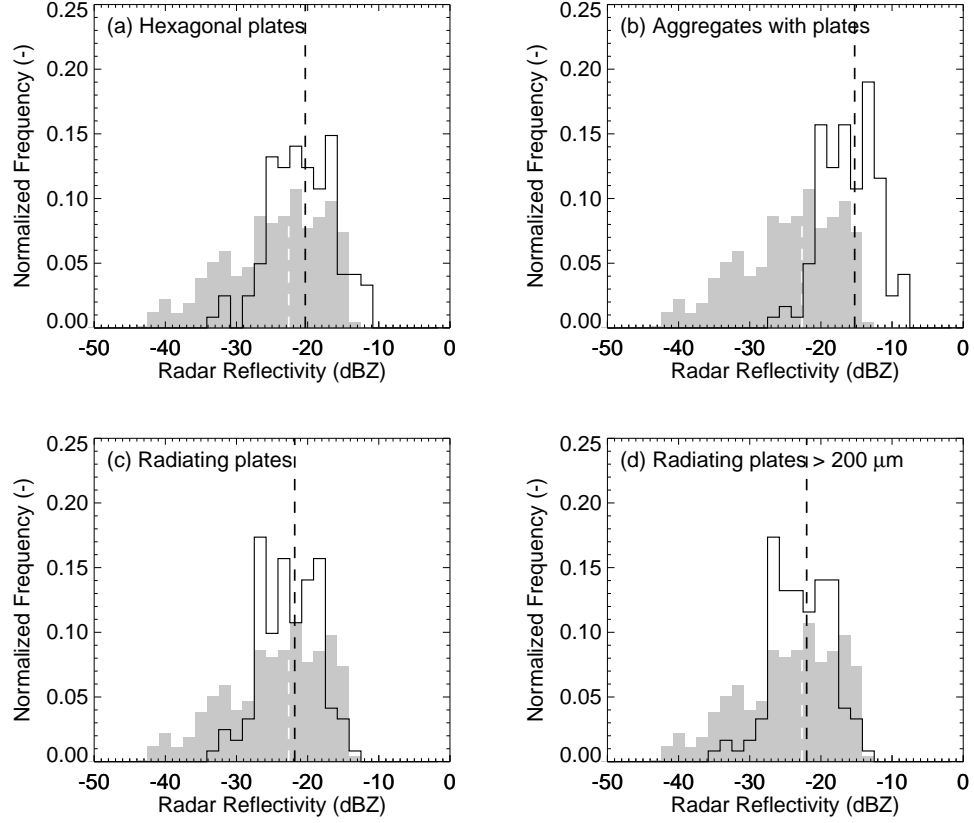 (a) Hexagonal plates
Normalized Frequency (-)
0.25
0.20
0.15
0.10
0.05
0.00
-50 -40 -30 -20 -10 0
Radar Reflectivity (dBZ)
(b) Aggregates with plates
Normalized Frequency (-)
0.25
0.20
0.15
0.10
0.05
0.00
-50 -40 -30 -20 -10 0
Radar Reflectivity (dBZ)
(c) Radiating plates
Normalized Frequency (-)
0.25
0.20
0.15
0.10
0.05
0.00
-50 -40 -30 -20 -10 0
Radar Reflectivity (dBZ)
(d) Radiating plates > 200 μm
Normalized Frequency (-)
0.25
0.20
0.15
0.10
0.05
0.00
-50 -40 -30 -20 -10 0
Radar Reflectivity (dBZ)